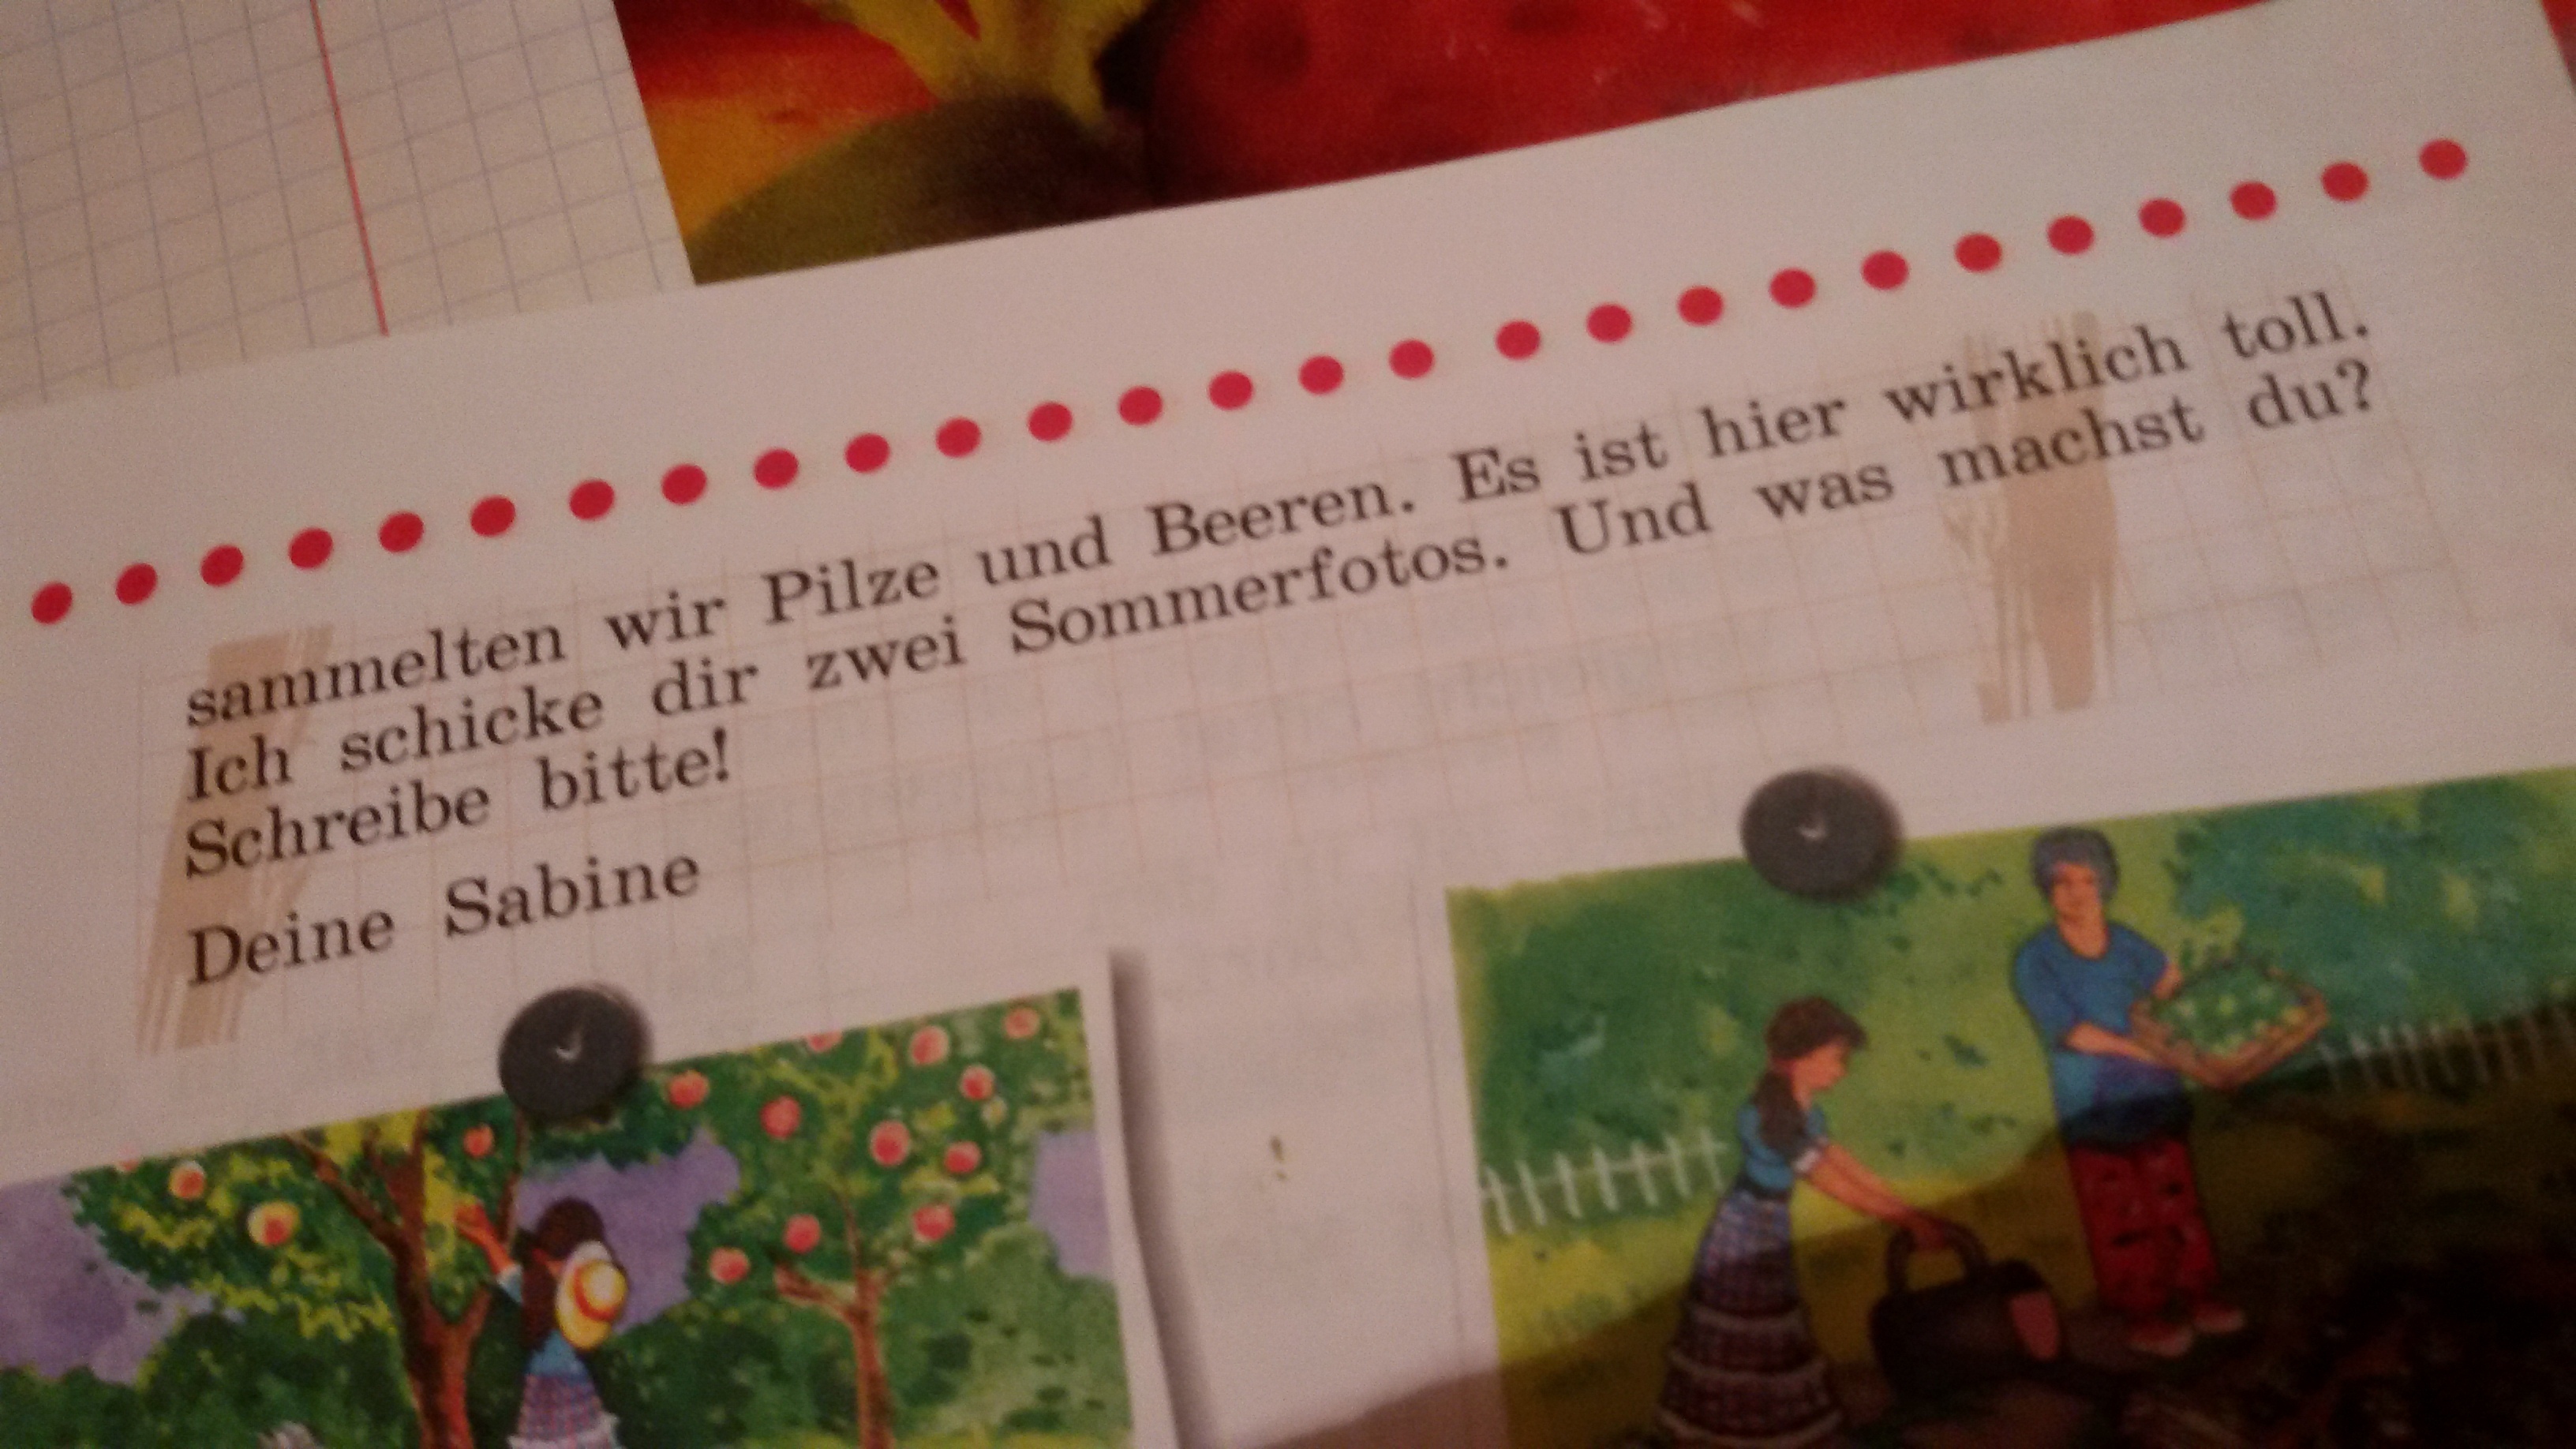 sammelten wir Pilze und Beeren. Es ist hier wirklich toll.
Ich schicke dir zwei Sommerfotos. Und was machst du?
Schreibe bitte!
Deine Sabine